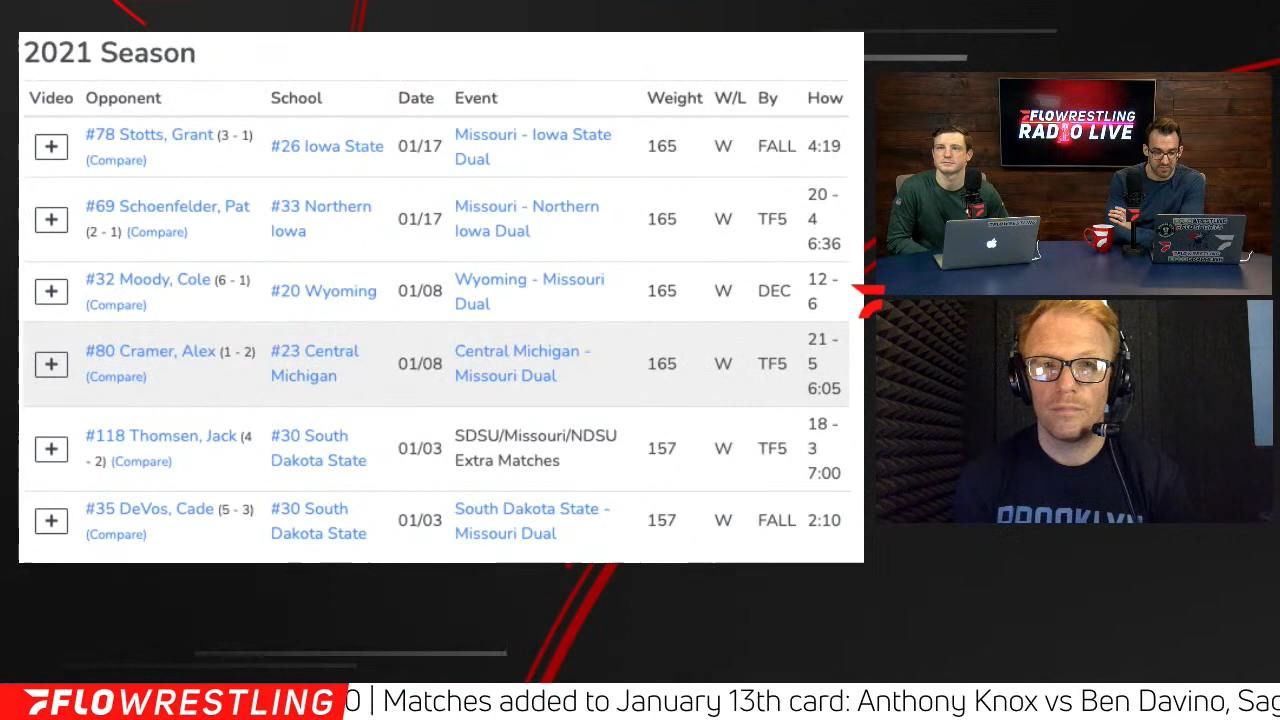 2021 Season
Video Opponent School Date Event Weight W/L By How
#78 Stotts, Grant (3 - 1)
(Compare)
#26 Iowa State
01/17
Missouri - Iowa State
Dual
165
W
FALL
4:19
#69 Schoenfelder, Pat
(2 - 1) (Compare)
#33 Northern
Iowa
01/17
Missouri - Northern
Iowa Dual
165
W
TF5
20 -
4
6:36
#32 Moody, Cole (6 - 1)
(Compare)
#20 Wyoming
01/08
Wyoming - Missouri
Dual
165
W
DEC
12 -
6
#80 Cramer, Alex (1 - 2)
(Compare)
#23 Central
Michigan
01/08
Central Michigan -
Missouri Dual
165
W
TF5
21 -
5
6:05
#118 Thomsen, Jack (4
- 2) (Compare)
#30 South
Dakota State
01/03
SDSU/Missouri/NDSU
Extra Matches
157
W
TF5
18 -
3
7:00
#35 DeVos, Cade (5 - 3)
(Compare)
#30 South
Dakota State
01/03
South Dakota State -
Missouri Dual
157
W
FALL
2:10
FLOWRESTLING
RADIO LIVE
BROOKLYN
FLOWRESTLING
0 | Matches added to January 13th card: Anthony Knox vs Ben Davino, Sag